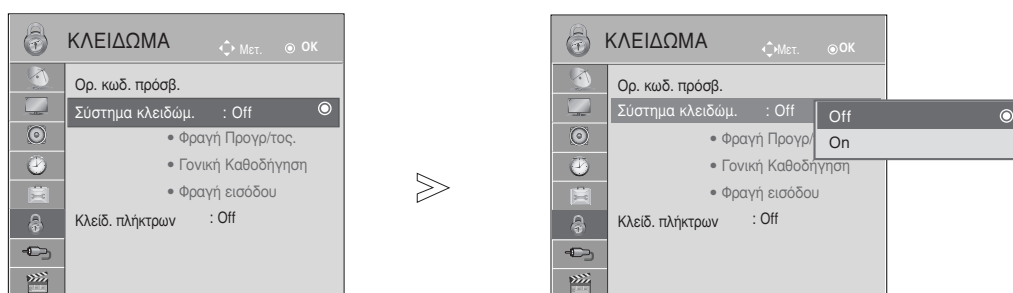 ΚΛΕΙΔΩΜΑ Μετ. OK
Ορ. κωδ. πρόσβ.
Σύστημα κλειδώμ. : Off
• Φραγή Προγρ/τος.
• Γονική Καθοδήγηση
• Φραγή εισόδου
Κλείδ. πλήκτρων : Off
ΚΛΕΙΔΩΜΑ Μετ. OK
Ορ. κωδ. πρόσβ.
Σύστημα κλειδώμ. : Off
Off
On
• Φραγή Προγρ/
• Γονική Καθοδήγηση
• Φραγή εισόδου
Κλείδ. πλήκτρων : Off